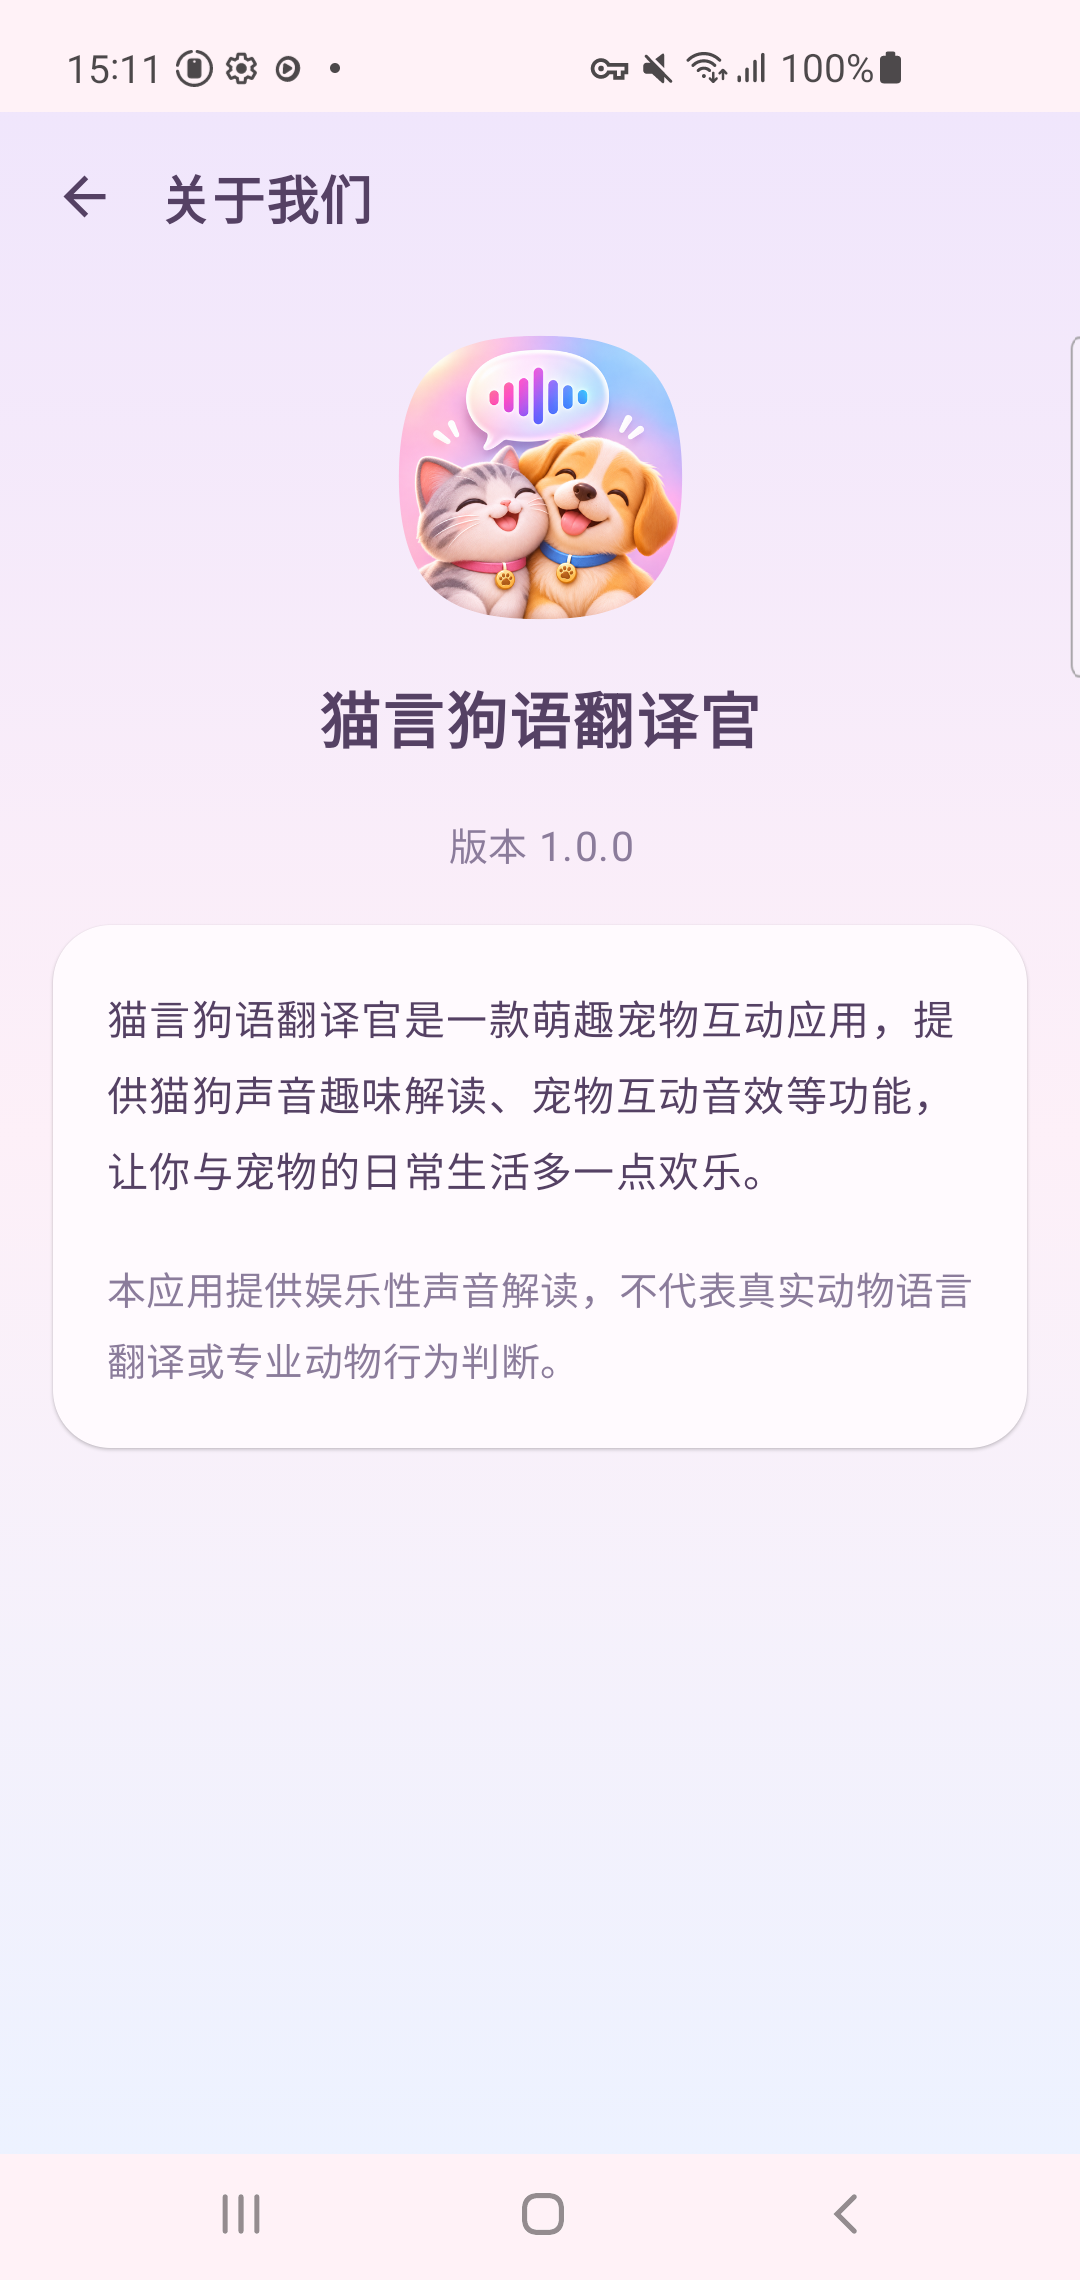 15:11
100%
关于我们
猫言狗语翻译官
版本 1.0.0
猫言狗语翻译官是一款萌趣宠物互动应用，提
供猫狗声音趣味解读、宠物互动音效等功能，
让你与宠物的日常生活多一点欢乐。
本应用提供娱乐性声音解读，不代表真实动物语言
翻译或专业动物行为判断。